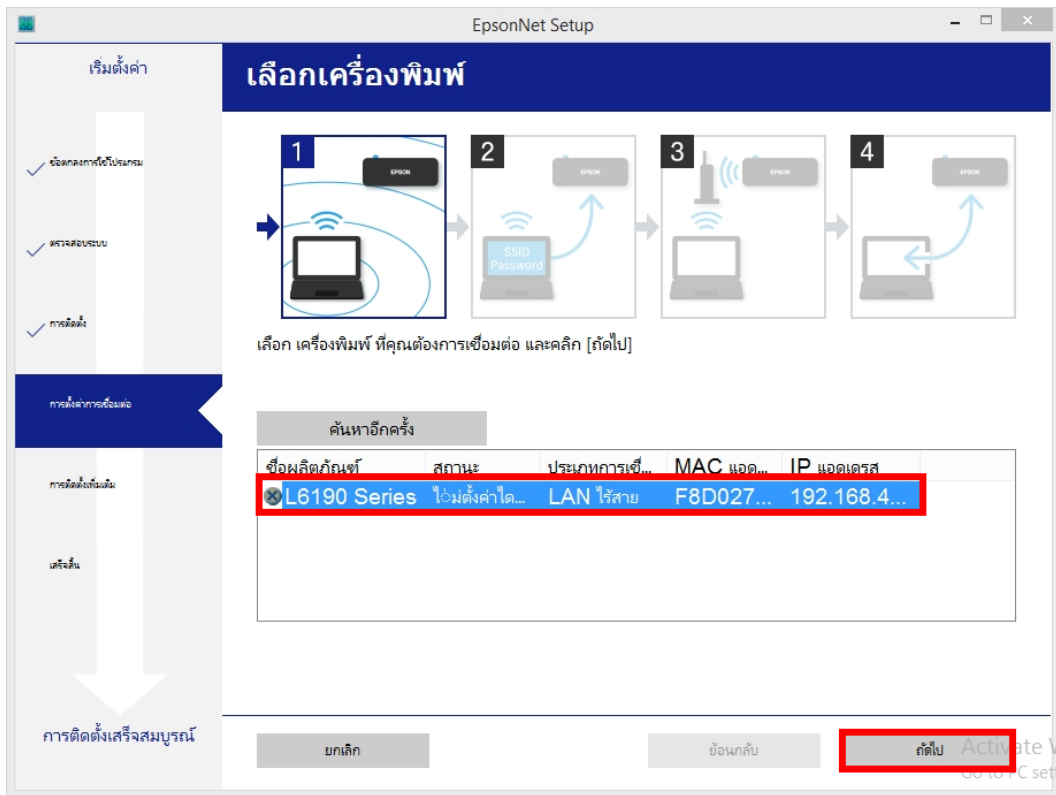 EpsonNet Setup
เริ่มตั้งค่า
เลือกเครื่องพิมพ์
ข้อตกลงการใช้โปรแกรม
ตรวจสอบระบบ
การติดตั้ง
การตั้งค่าการเชื่อมต่อ
การติดตั้งเพิ่มเติม
เสร็จสิ้น
การติดตั้งเสร็จสมบูรณ์
1
EPSON
2
EPSON
SSID
Password
3
EPSON
4
EPSON
เลือก เครื่องพิมพ์ ที่คุณต้องการเชื่อมต่อ และคลิก [ถัดไป]
ค้นหาอีกครั้ง
ชื่อผลิตภัณฑ์ สถานะ ประเภทการเชื่... MAC แอด... IP แอดเดรส
L6190 Series ไ่ม่ตั้งค่าได... LAN ไร้สาย F8D027... 192.168.4...
ยกเลิก ย้อนกลับ ถัดไป
Activate
Go to PC set